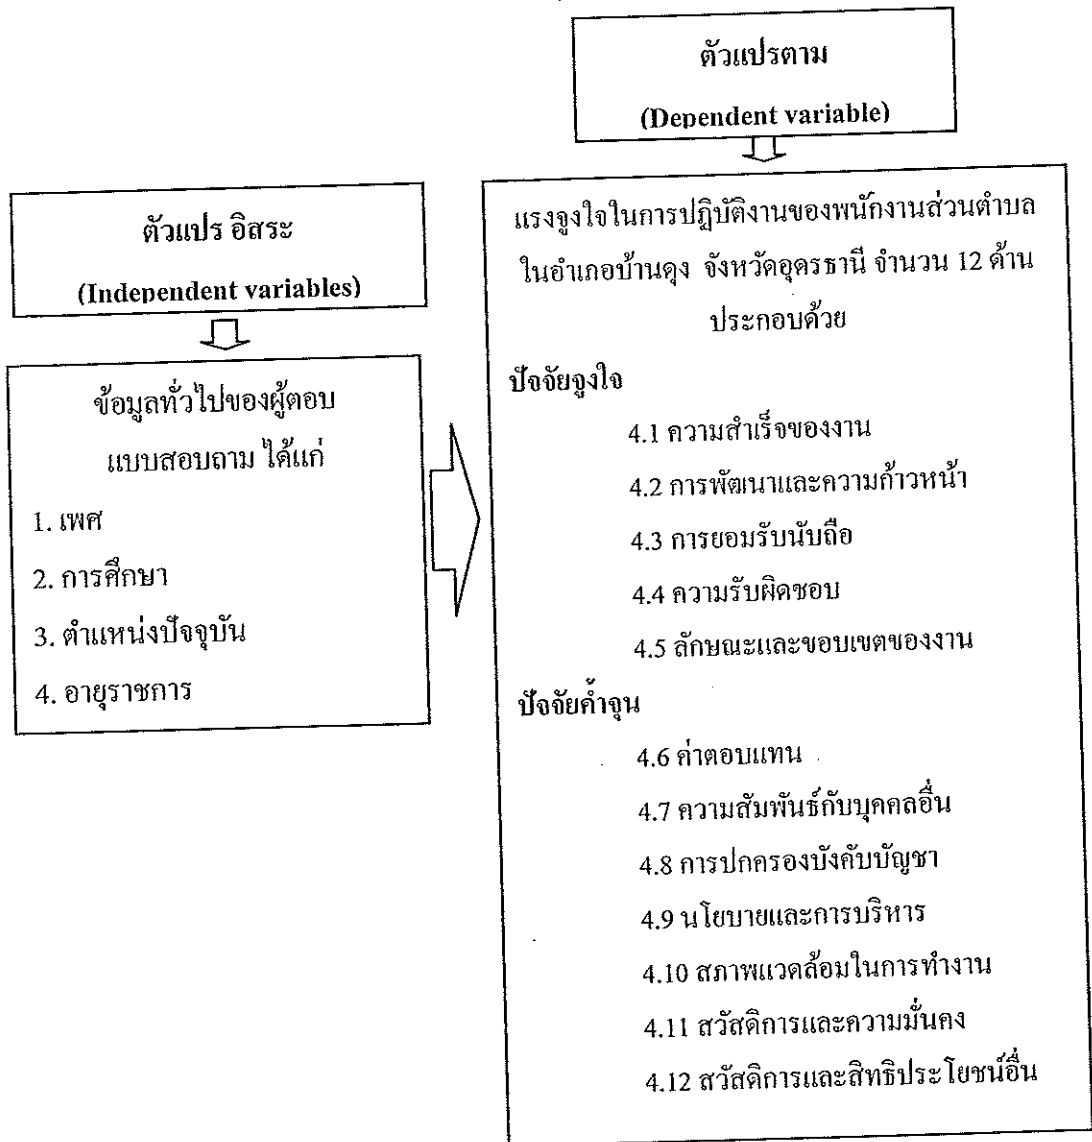 ตัวแปรตาม
(Dependent variable)
ตัวแปร อิสระ
(Independent variables)
ข้อมูลทั่วไปของผู้ตอบ
แบบสอบถาม ได้แก่
1. เพศ
2. การศึกษา
3. ตำแหน่งปัจจุบัน
4. อายุราชการ
แรงจูงใจในการปฏิบัติงานของพนักงานส่วนตำบล
ในอำเภอบ้านดุง จังหวัดอุดรธานี จำนวน 12 ด้าน
ประกอบด้วย
ปัจจัยจูงใจ
4.1 ความสำเร็จของงาน
4.2 การพัฒนาและความก้าวหน้า
4.3 การยอมรับนับถือ
4.4 ความรับผิดชอบ
4.5 ลักษณะและขอบเขตของงาน
ปัจจัยค้ำจุน
4.6 ค่าตอบแทน
4.7 ความสัมพันธ์กับบุคคลอื่น
4.8 การปกครองบังคับบัญชา
4.9 นโยบายและการบริหาร
4.10 สภาพแวดล้อมในการทำงาน
4.11 สวัสดิการและความมั่นคง
4.12 สวัสดิการและสิทธิประโยชน์อื่น